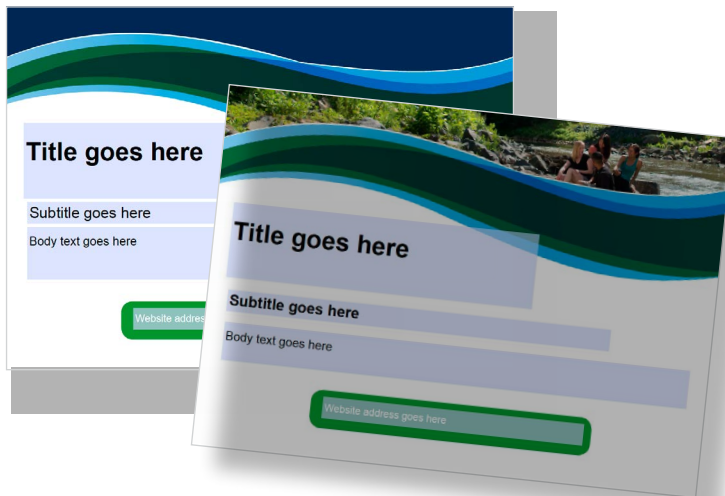 Title goes here
Subtitle goes here
Body text goes here
Website addres
Title goes here
Subtitle goes here
Body text goes here
Website address goes here